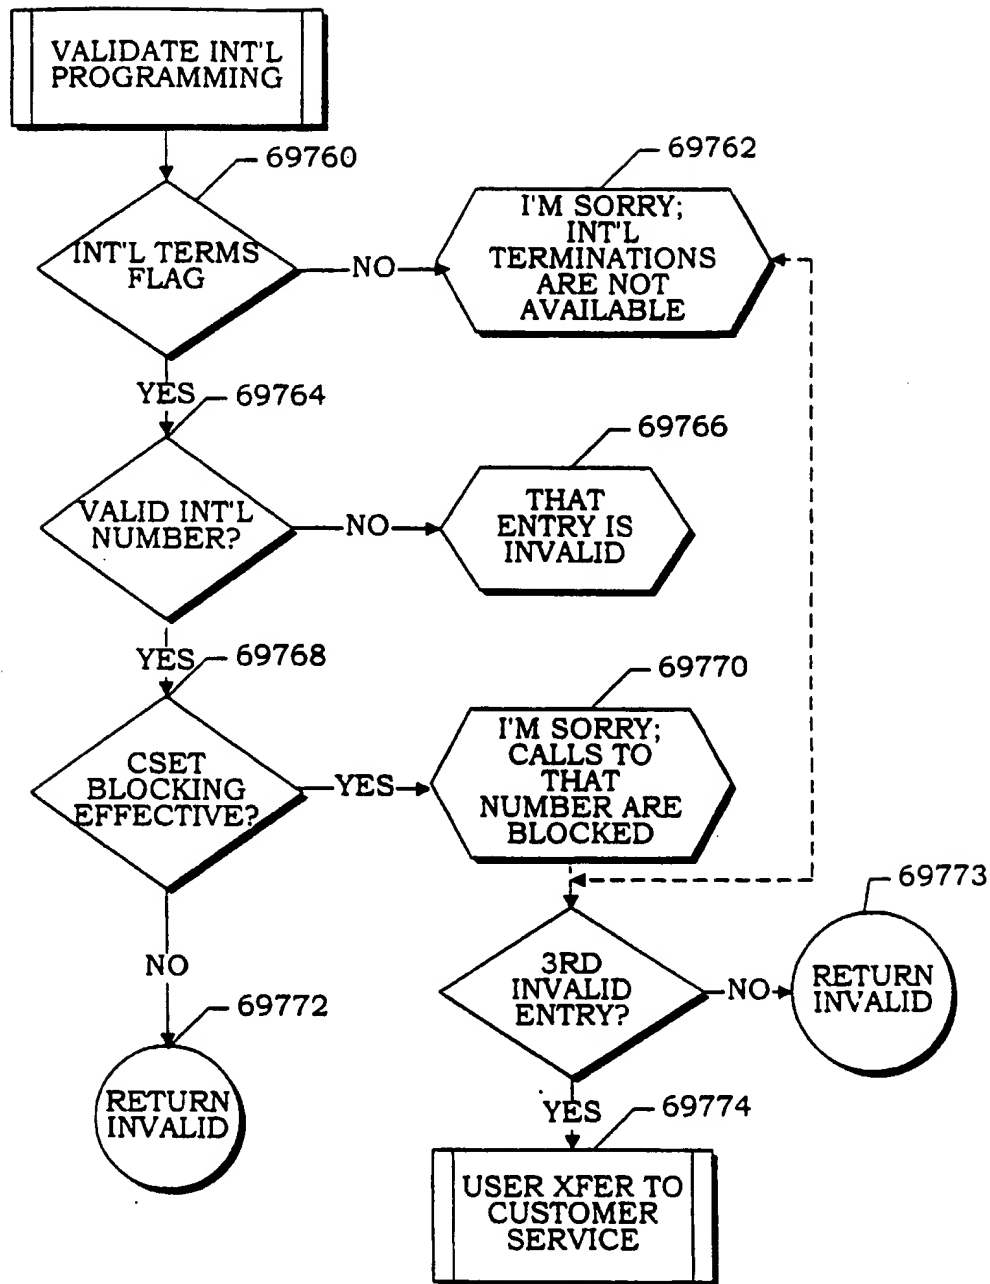 VALIDATE INT'L
PROGRAMMING
69760
INT'L TERMS
FLAG
NO
69762
I'M SORRY;
INT'L
TERMINATIONS
ARE NOT
AVAILABLE
YES
69764
VALID INT'L
NUMBER?
NO
69766
THAT
ENTRY IS
INVALID
YES
69768
CSET
BLOCKING
EFFECTIVE?
YES
69770
I'M SORRY;
CALLS TO
THAT
NUMBER ARE
BLOCKED
NO
69772
RETURN
INVALID
3RD
INVALID
ENTRY?
NO
69773
RETURN
INVALID
YES
69774
USER XFER TO
CUSTOMER
SERVICE